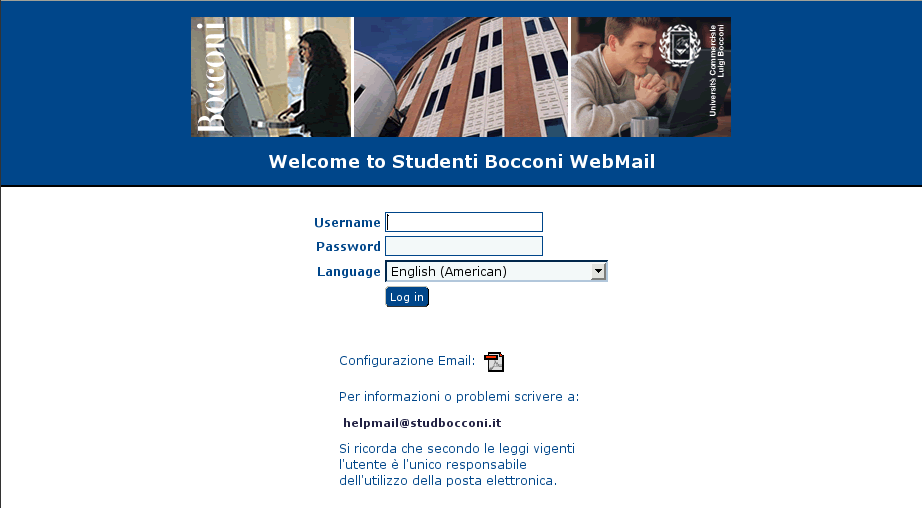 Bocconi
Università Commerciale
Luigi Bocconi
Welcome to Studenti Bocconi WebMail
Username
Password
Language English (American)
Log in
Configurazione Email:
Per informazioni o problemi scrivere a:
helpmail@studbocconi.it
Si ricorda che secondo le leggi vigenti
l'utente è l'unico responsabile
dell'utilizzo della posta elettronica.